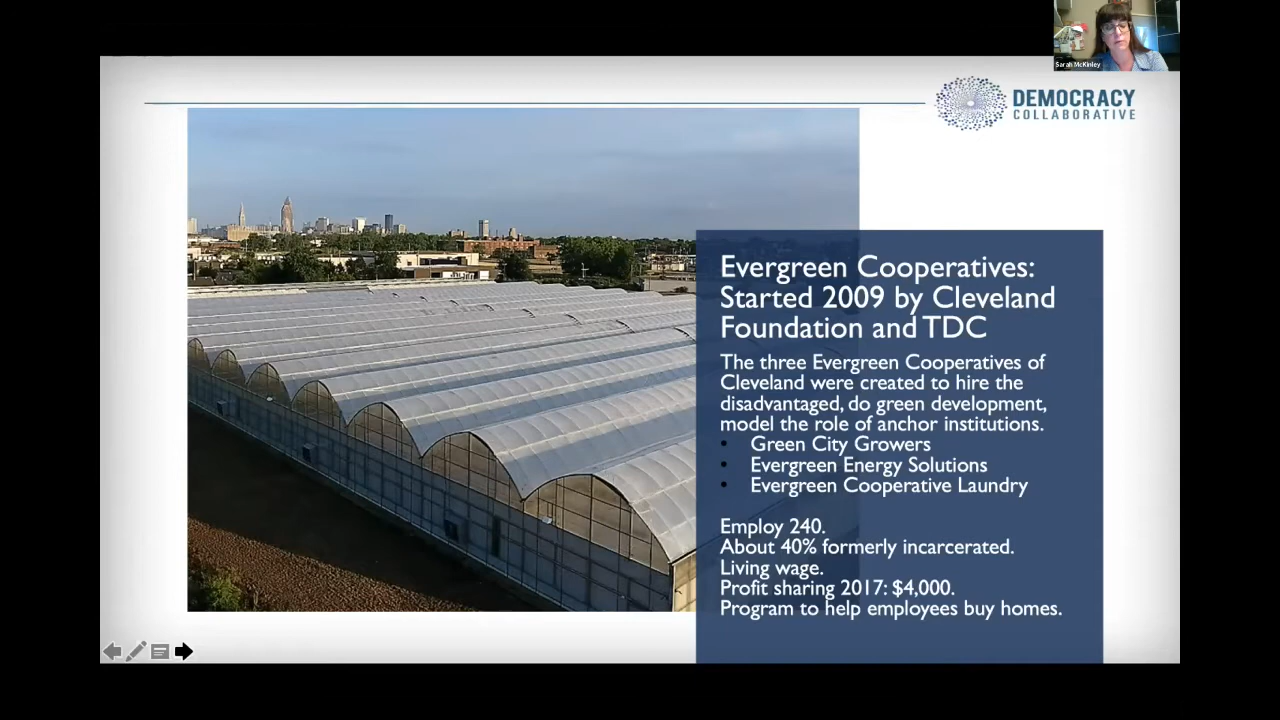 Sarah McKinley
DEMOCRACY
COLLABORATIVE
Evergreen Cooperatives:
Started 2009 by Cleveland
Foundation and TDC
The three Evergreen Cooperatives of
Cleveland were created to hire the
disadvantaged, do green development,
model the role of anchor institutions.
• Green City Growers
• Evergreen Energy Solutions
• Evergreen Cooperative Laundry
Employ 240.
About 40% formerly incarcerated.
Living wage.
Profit sharing 2017: $4,000.
Program to help employees buy homes.